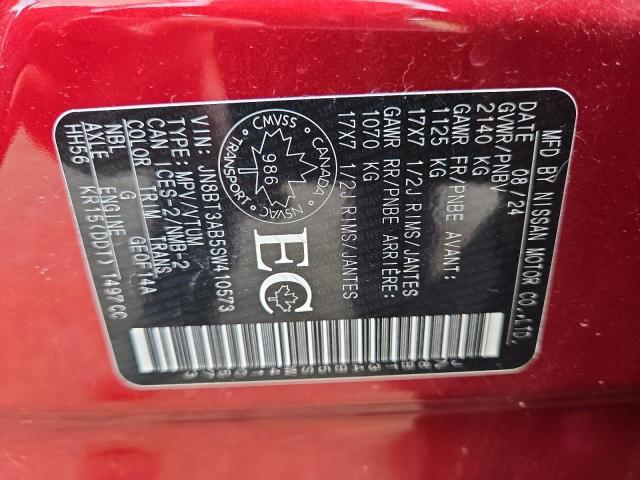 MFD BY NISSAN MOTOR CO.,LTD.
DATE 08/24
GVWR/PNBV
2140 KG
GAWR FR/PNBE AVANT:
1125 KG
17X7 1/2J RIMS/JANTES
GAWR RR/PNBE ARRIÈRE:
1070 KG
17X7 1/2J RIMS/JANTES
CANADA
CMVSS
TRANSPORT
NSVAC
986
EC
VIN: JN8BT3AB5SW410573
TYPE: MPV/VTUM
CAN ICES-2/NMB-2
COLOR TRIM TRANS
NBL G GE0F14A
AXLE ENGINE
HH56 KR15(DDT) 1497CC
JN8BT3AB5SW410573